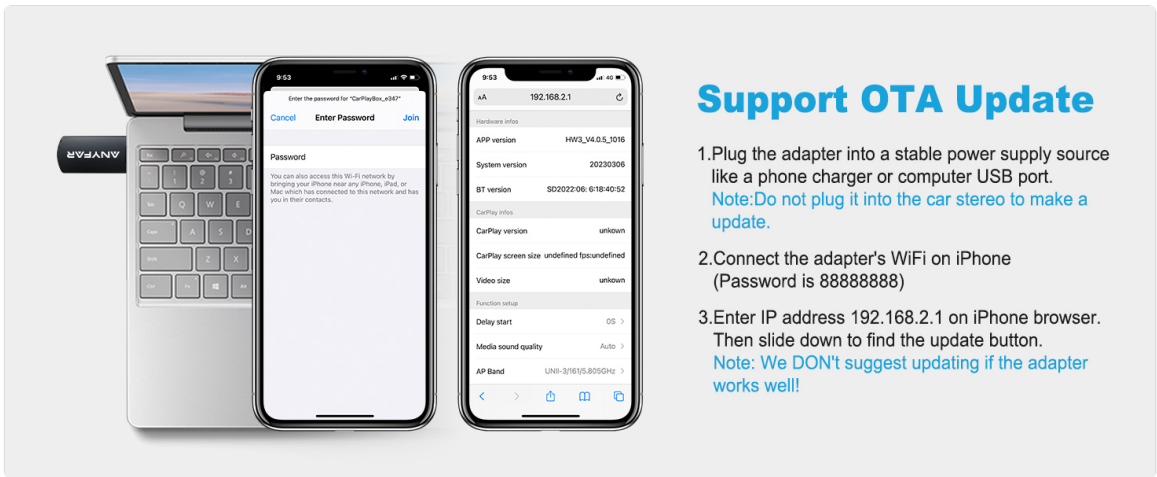 ANYFAR
9:53
Enter the password for "CarPlayBox_e347"
Cancel
Enter Password
Join
Password
You can also access this Wi-Fi network by
bringing your iPhone near any iPhone, iPad, or
Mac which has connected to this network and has
you in their contacts.
9:53
4G
AA
192.168.2.1
Hardware infos
APP version
HW3_V4.0.5_1016
System version
20230306
BT version
SD2022:06: 6:18:40:52
CarPlay infos
CarPlay version
unkown
CarPlay screen size
undefined fps:undefined
Video size
unkown
Function setup
Delay start
0S
Media sound quality
Auto
AP Band
UNII-3/161/5.805GHz
Support OTA Update
1.Plug the adapter into a stable power supply source
like a phone charger or computer USB port.
Note:Do not plug it into the car stereo to make a
update.
2.Connect the adapter's WiFi on iPhone
(Password is 88888888)
3.Enter IP address 192.168.2.1 on iPhone browser.
Then slide down to find the update button.
Note: We DON't suggest updating if the adapter
works well!